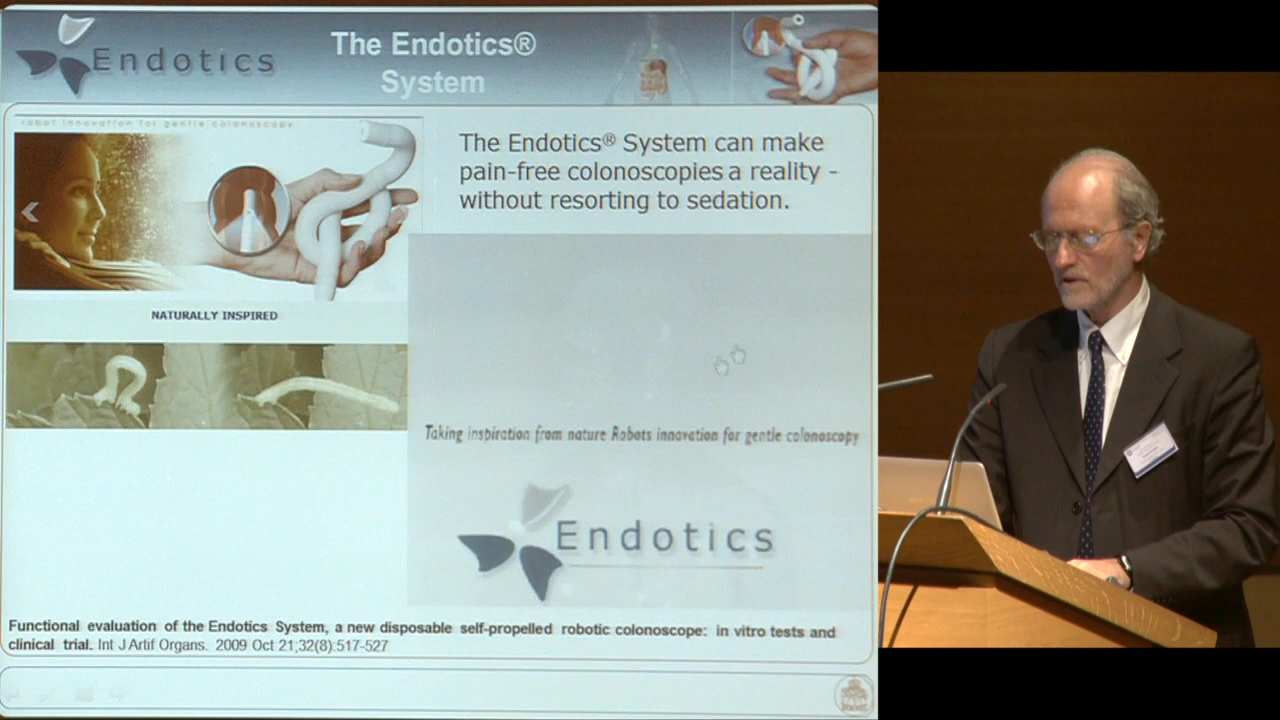 Endotics
The Endotics®
System
robot innovation for gentle colonoscopy
The Endotics® System can make
pain-free colonoscopies a reality -
without resorting to sedation.
NATURALLY INSPIRED
Taking inspiration from nature Robots innovation for gentle colonoscopy
Endotics
Functional evaluation of the Endotics System, a new disposable self-propelled robotic colonoscope: in vitro tests and
clinical trial. Int J Artif Organs. 2009 Oct 21;32(8):517-527